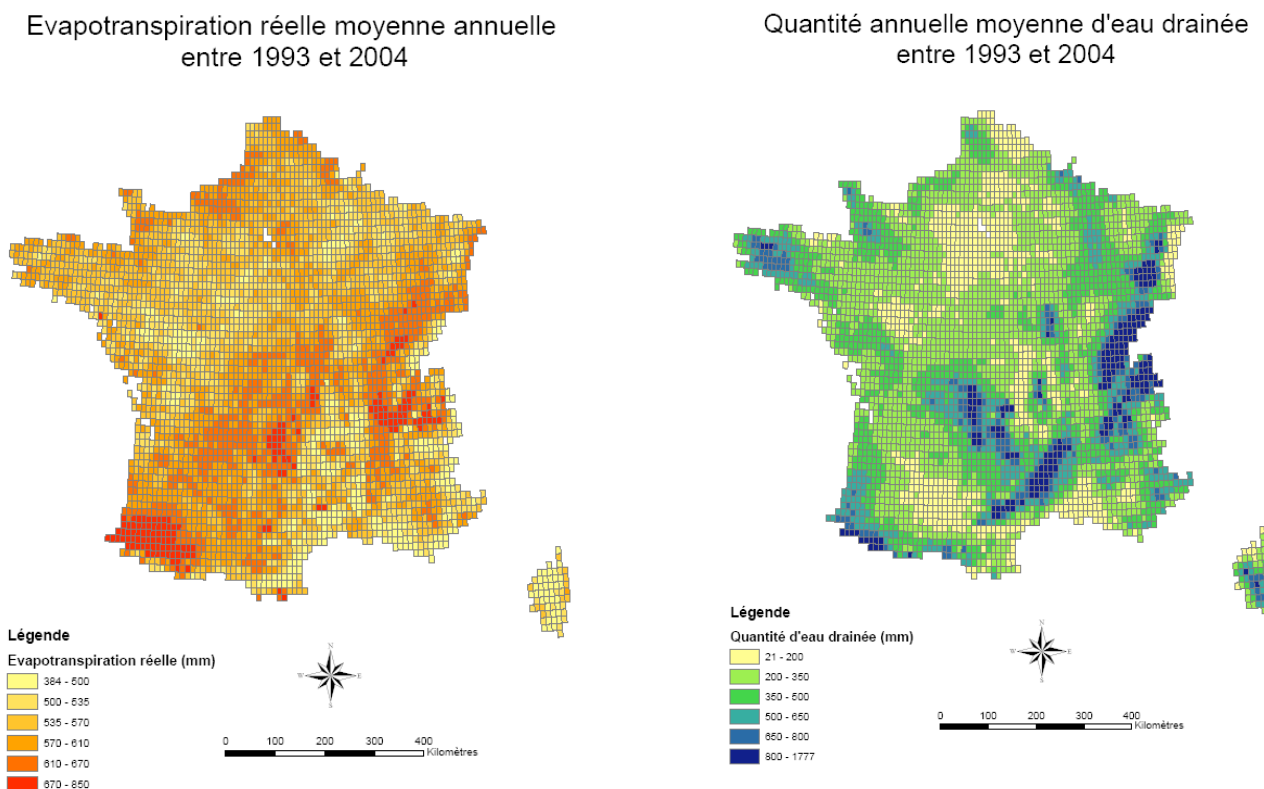 Evapotranspiration réelle moyenne annuelle
entre 1993 et 2004
Légende
Evapotranspiration réelle (mm)
384 - 500
500 - 535
535 - 570
570 - 610
610 - 670
670 - 850
N
W
E
S
0 100 200 300 400
Kilomètres
Quantité annuelle moyenne d'eau drainée
entre 1993 et 2004
Légende
Quantité d'eau drainée (mm)
21 - 200
200 - 350
350 - 500
500 - 650
650 - 800
800 - 1777
N
W
E
S
0 100 200 300 400
Kilomètres